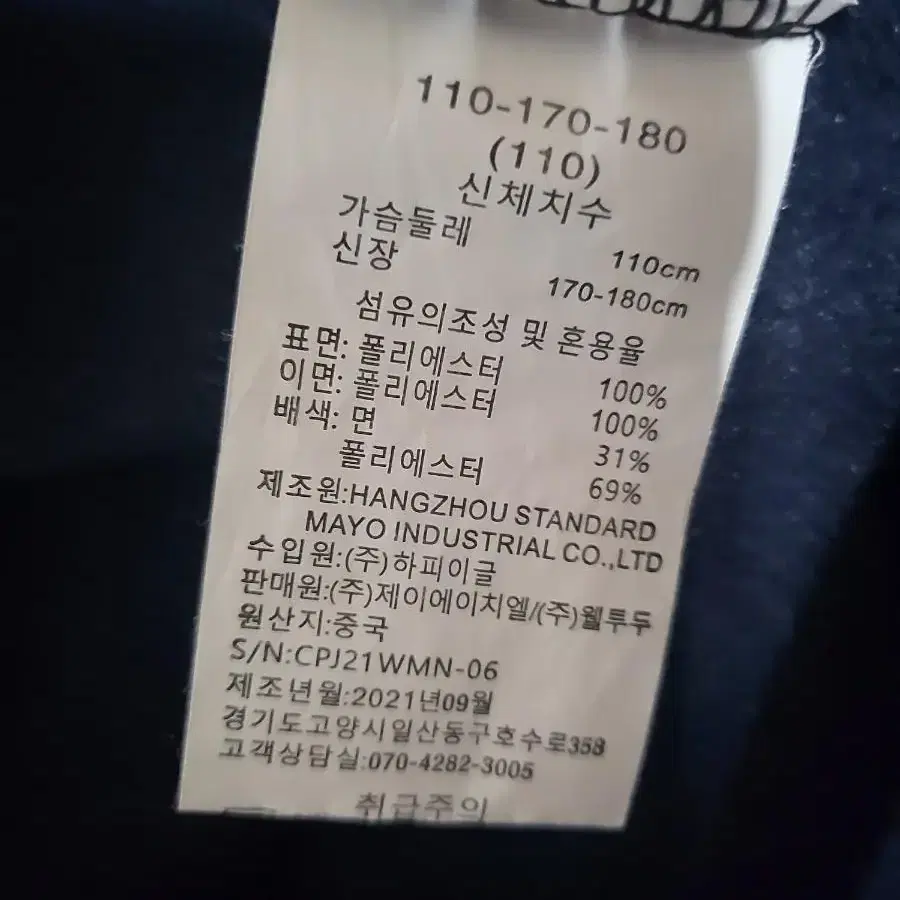 110-170-180
(110)
신체치수
가슴둘레 110cm
신장 170-180cm
섬유의조성 및 혼용율
표면: 폴리에스터 100%
이면: 폴리에스터 100%
배색: 면 31%
폴리에스터 69%
제조원:HANGZHOU STANDARD
MAYO INDUSTRIAL CO.,LTD
수입원:(주)하피이글
판매원:(주)제이에이치엘/(주)웰투두
원산지:중국
S/N:CPJ21WMN-06
제조년월:2021년09월
경기도고양시일산동구호수로358
고객상담실:070-4282-3005
취급주의